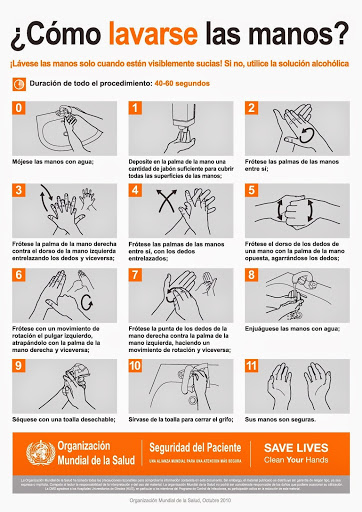 ¿Cómo lavarse las manos?
¡Lávese las manos solo cuando estén visiblemente sucias! Si no, utilice la solución alcohólica
Duración de todo el procedimiento: 40-60 segundos
0
1
2
Mójese las manos con agua;
Deposite en la palma de la mano una
cantidad de jabón suficiente para cubrir
todas las superficies de las manos;
Frótese las palmas de las manos
entre sí;
3
4
5
Frótese la palma de la mano derecha
contra el dorso de la mano izquierda
entrelazando los dedos y viceversa;
Frótese las palmas de las manos
entre sí, con los dedos
entrelazados;
Frótese el dorso de los dedos de
una mano con la palma de la mano
opuesta, agarrándose los dedos;
6
7
8
Frótese con un movimiento de
rotación el pulgar izquierdo,
atrapándolo con la palma de la
mano derecha y viceversa;
Frótese la punta de los dedos de la
mano derecha contra la palma de la
mano izquierda, haciendo un
movimiento de rotación y viceversa;
Enjuáguese las manos con agua;
9
10
11
Séquese con una toalla desechable;
Sírvase de la toalla para cerrar el grifo;
Sus manos son seguras.
Organización
Mundial de la Salud
Seguridad del Paciente
UNA ALIANZA MUNDIAL PARA UNA ATENCIÓN MÁS SEGURA
SAVE LIVES
Clean Your Hands
Organización Mundial de la Salud, Octubre 2010